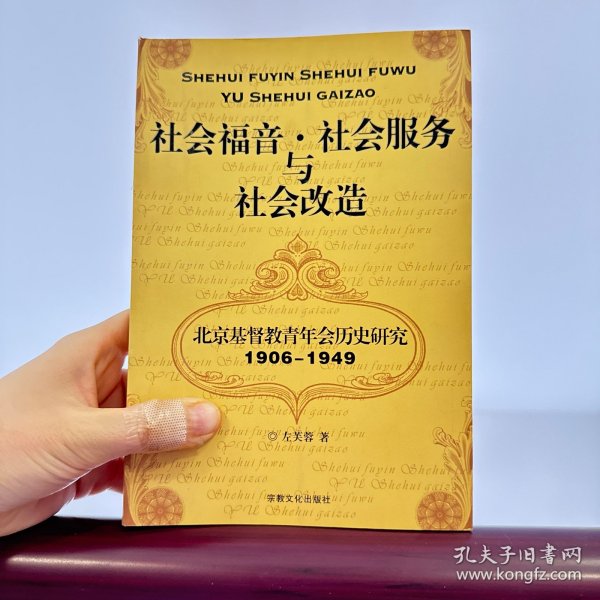 SHEHUI FUYIN SHEHUI FUWU
YU SHEHUI GAIZAO
社会福音·社会服务
与
社会改造
北京基督教青年会历史研究
1906-1949
◎左芙蓉 著
宗教文化出版社
孔夫子旧书网
www.kongfz.com